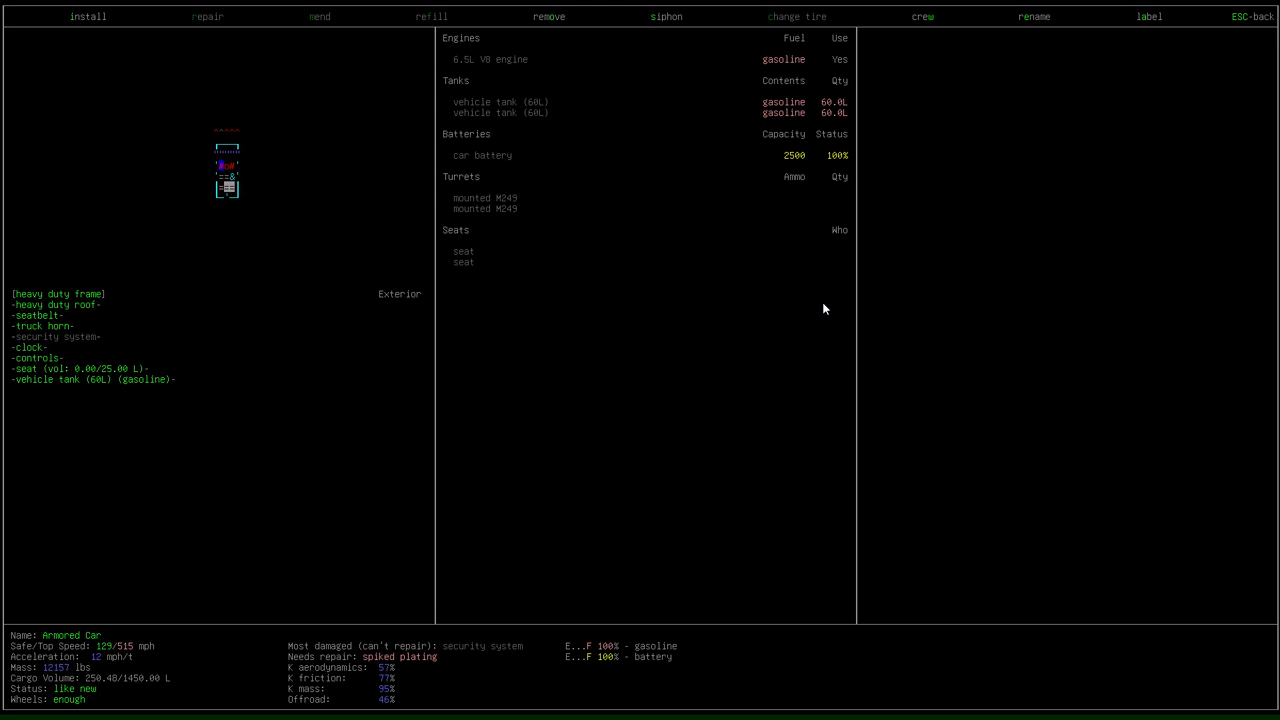 install repair mend refill remove siphon change tire crew rename label ESC-back
Engines Fuel Use
6.5L V8 engine gasoline Yes
Tanks Contents Qty
vehicle tank (60L) gasoline 60.0L
vehicle tank (60L) gasoline 60.0L
Batteries Capacity Status
car battery 2500 100%
Turrets Ammo Qty
mounted M249
mounted M249
Seats Who
seat
seat
[heavy duty frame] Exterior
-heavy duty roof-
-seatbelt-
-truck horn-
-security system-
-clock-
-controls-
-seat (vol: 0.00/25.00 L)-
-vehicle tank (60L) (gasoline)-
Name: Armored Car
Safe/Top Speed: 129/515 mph Most damaged (can't repair): security system E...F 100% - gasoline
Acceleration: 12 mph/t Needs repair: spiked plating E...F 100% - battery
Mass: 12157 lbs K aerodynamics: 57%
Cargo Volume: 250.48/1450.00 L K friction: 77%
Status: like new K mass: 95%
Wheels: enough Offroad: 46%